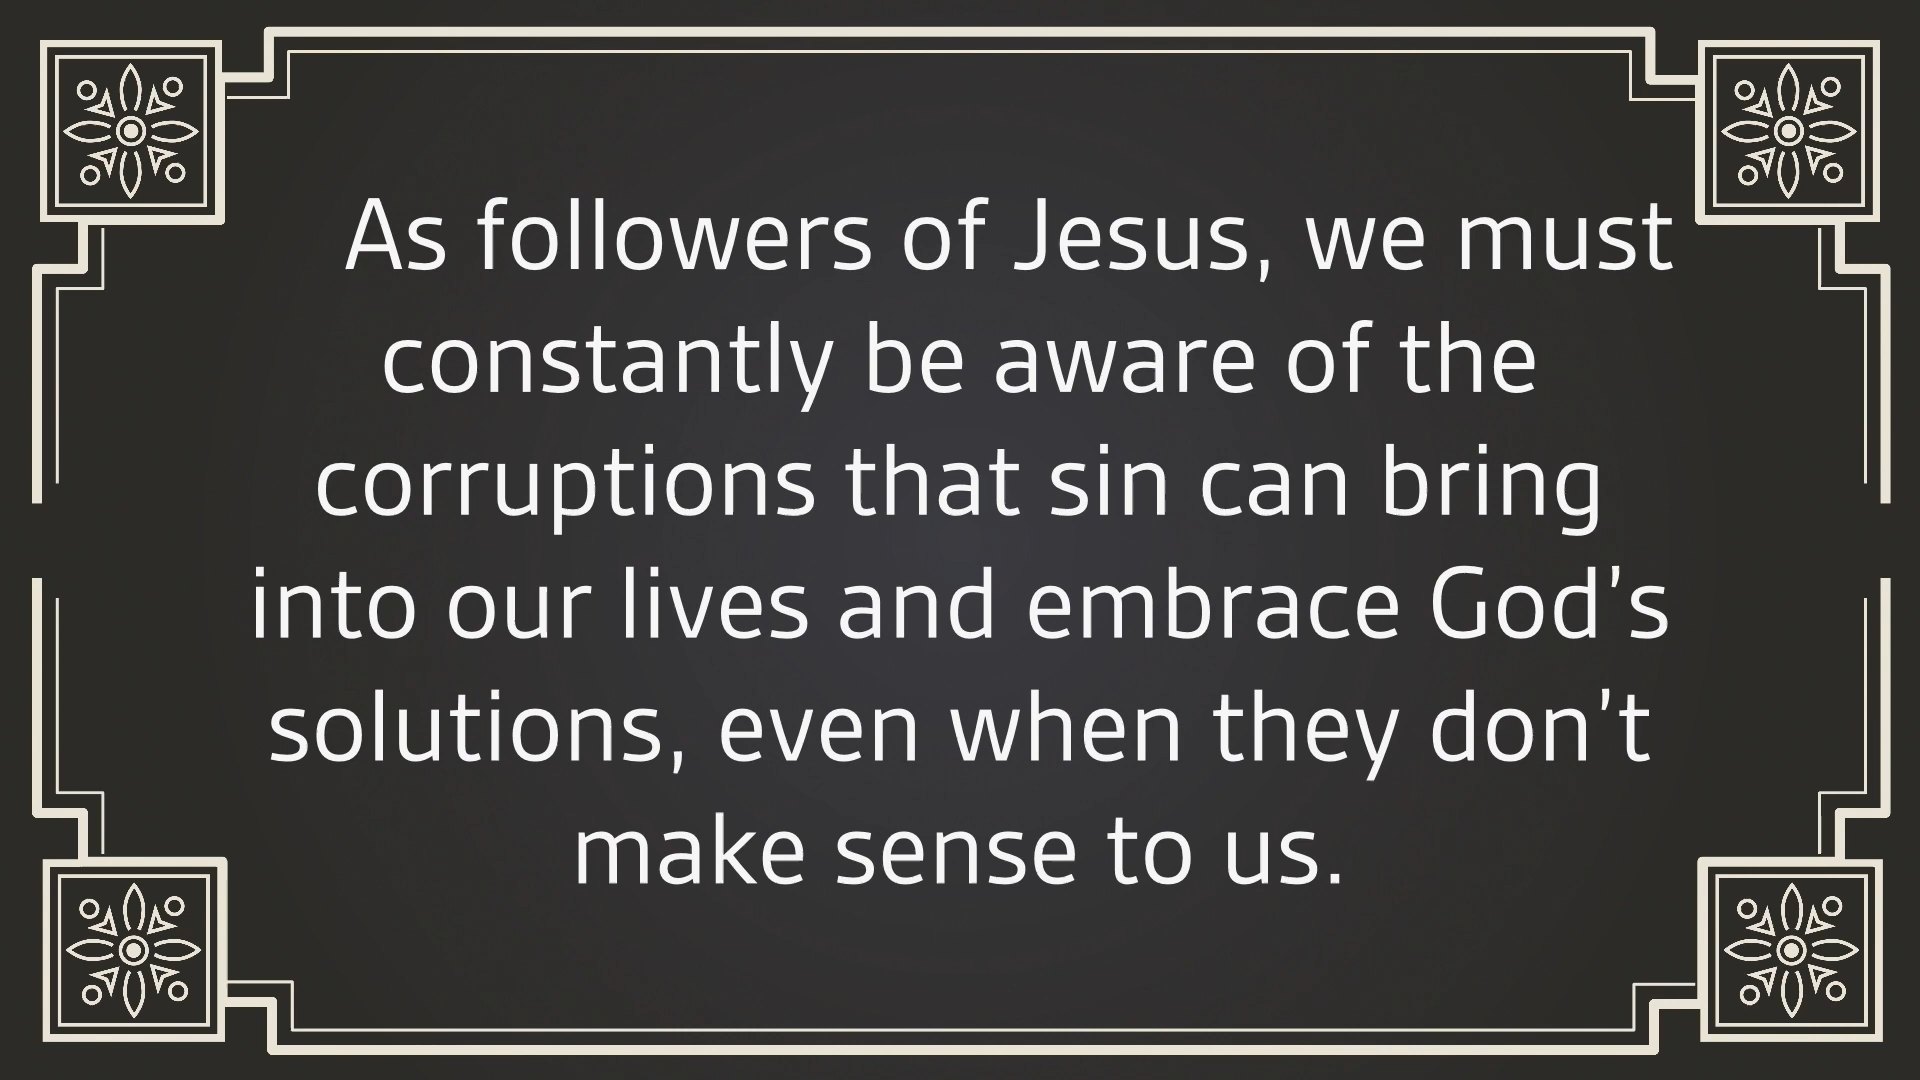 As followers of Jesus, we must
constantly be aware of the
corruptions that sin can bring
into our lives and embrace God’s
solutions, even when they don’t
make sense to us.